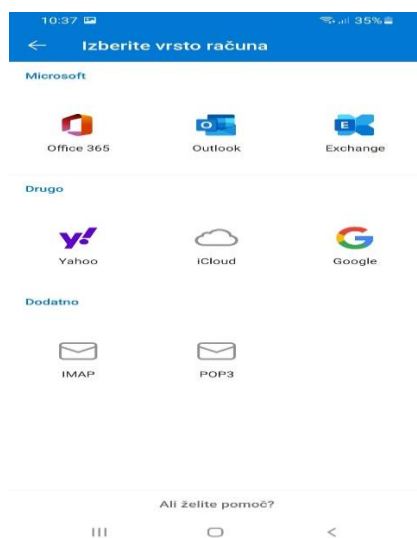 10:37 35%
Izberite vrsto računa
Microsoft
Office 365 Outlook Exchange
Drugo
Yahoo iCloud Google
Dodatno
IMAP POP3
Ali želite pomoč?